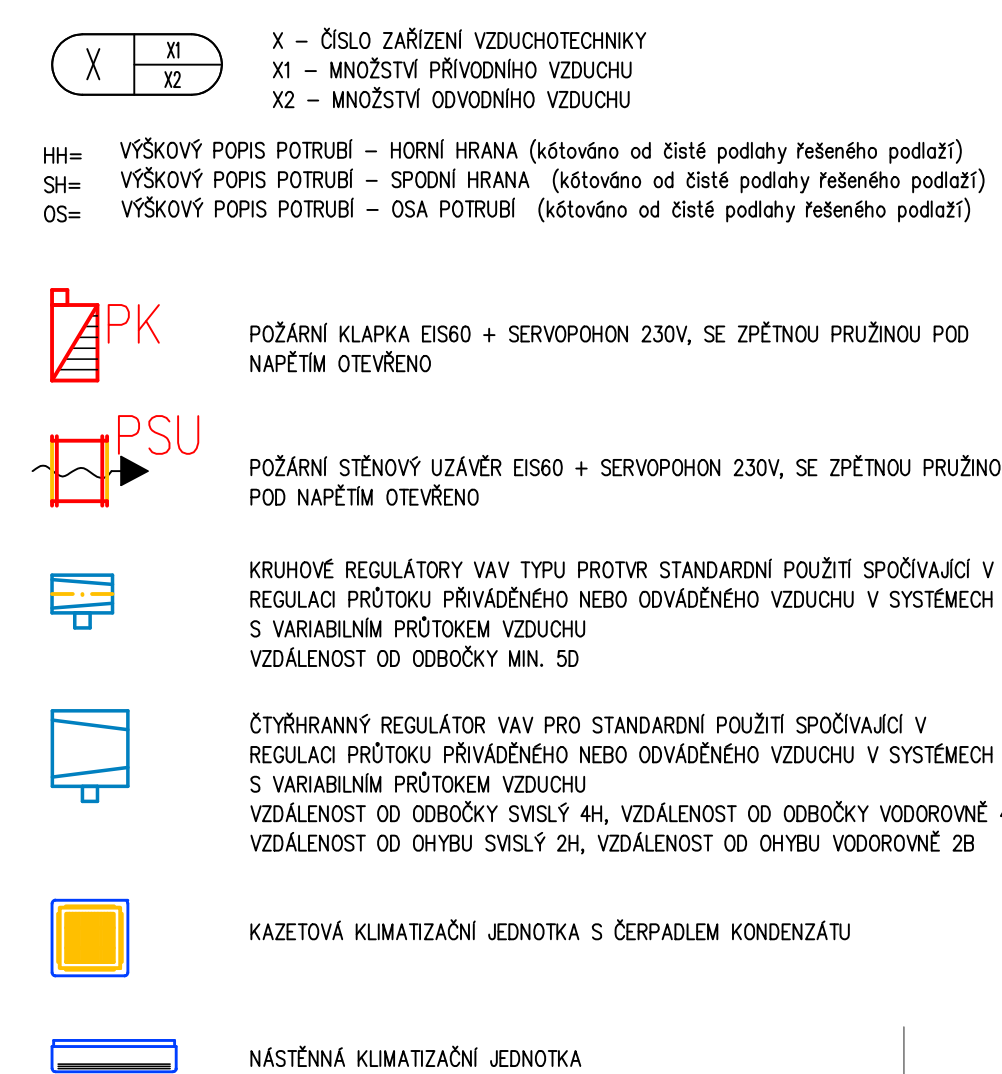 X X1 X2
X – ČÍSLO ZAŘÍZENÍ VZDUCHOTECHNIKY
X1 – MNOŽSTVÍ PŘÍVODNÍHO VZDUCHU
X2 – MNOŽSTVÍ ODVODNÍHO VZDUCHU
HH= VÝŠKOVÝ POPIS POTRUBÍ – HORNÍ HRANA (kótováno od čisté podlahy řešeného podlaží)
SH= VÝŠKOVÝ POPIS POTRUBÍ – SPODNÍ HRANA (kótováno od čisté podlahy řešeného podlaží)
OS= VÝŠKOVÝ POPIS POTRUBÍ – OSA POTRUBÍ (kótováno od čisté podlahy řešeného podlaží)
PK
POŽÁRNÍ KLAPKA EIS60 + SERVOPOHON 230V, SE ZPĚTNOU PRUŽINOU POD
NAPĚTÍM OTEVŘENO
PSU
POŽÁRNÍ STĚNOVÝ UZÁVĚR EIS60 + SERVOPOHON 230V, SE ZPĚTNOU PRUŽINO
POD NAPĚTÍM OTEVŘENO
KRUHOVÉ REGULÁTORY VAV TYPU PROTVR STANDARDNÍ POUŽITÍ SPOČÍVAJÍCÍ V
REGULACI PRŮTOKU PŘIVÁDĚNÉHO NEBO ODVÁDĚNÉHO VZDUCHU V SYSTÉMECH
S VARIABILNÍM PRŮTOKEM VZDUCHU
VZDÁLENOST OD ODBOČKY MIN. 5D
ČTYŘHRANNÝ REGULÁTOR VAV PRO STANDARDNÍ POUŽITÍ SPOČÍVAJÍCÍ V
REGULACI PRŮTOKU PŘIVÁDĚNÉHO NEBO ODVÁDĚNÉHO VZDUCHU V SYSTÉMECH
S VARIABILNÍM PRŮTOKEM VZDUCHU
VZDÁLENOST OD ODBOČKY SVISLÝ 4H, VZDÁLENOST OD ODBOČKY VODOROVNĚ
VZDÁLENOST OD OHYBU SVISLÝ 2H, VZDÁLENOST OD OHYBU VODOROVNĚ 2B
KAZETOVÁ KLIMATIZAČNÍ JEDNOTKA S ČERPADLEM KONDENZÁTU
NÁSTĚNNÁ KLIMATIZAČNÍ JEDNOTKA